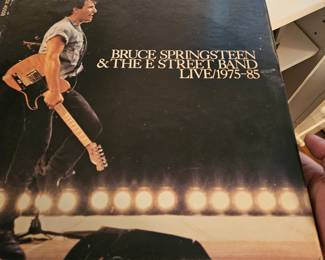 BRUCE SPRINGSTEEN
& THE E STREET BAND
LIVE/1975-85